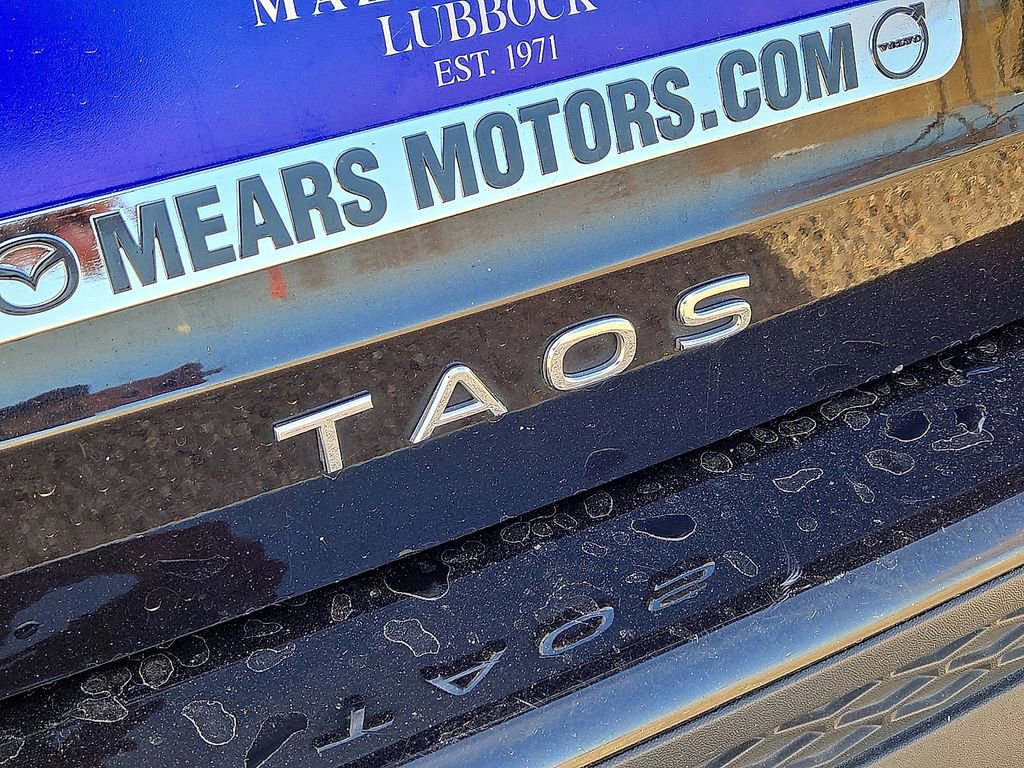 LUBBOCK
EST. 1971
MEARS MOTORS.COM
VOLVO
TAOS